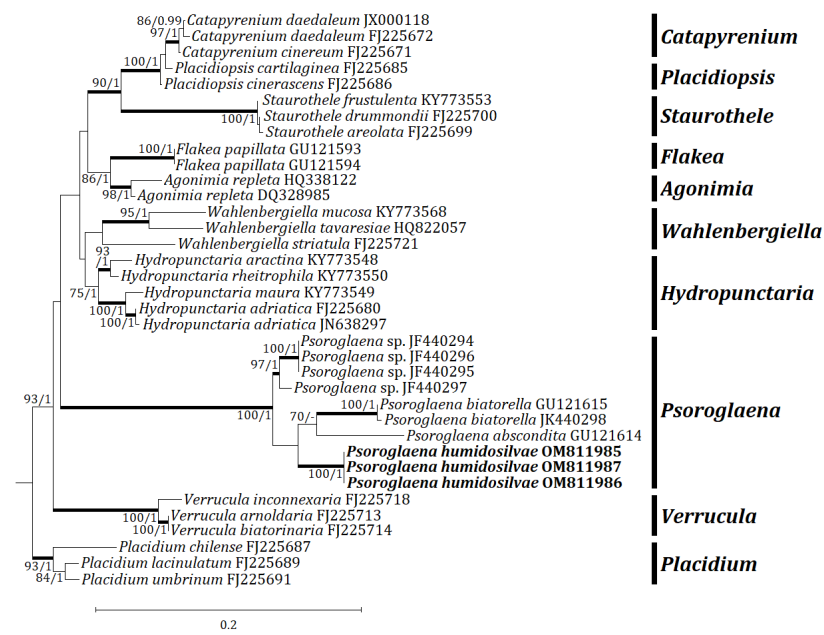 86/0.99
Catapyrenium daedaleum JX000118
97/1
Catapyrenium daedaleum FJ225672
Catapyrenium
Catapyrenium cinereum FJ225671
100/1
Placidiopsis cartilaginea FJ225685
Placidiopsis
90/1
Placidiopsis cinerascens FJ225686
Staurothele frustulenta KY773553
100/1
Staurothele drummondii FJ225700
Staurothele
Staurothele areolata FJ225699
100/1
Flakea papillata GU121593
Flakea
Flakea papillata GU121594
86/1
Agonimia repleta HQ338122
Agonimia
98/1
Agonimia repleta DQ328985
95/1
Wahlenbergiella mucosa KY773568
Wahlenbergiella tavaresiae HQ822057
Wahlenbergiella
Wahlenbergiella striatula FJ225721
93
/1
Hydropunctaria aractina KY773548
Hydropunctaria rheitrophila KY773550
75/1
Hydropunctaria maura KY773549
Hydropunctaria
100/1
Hydropunctaria adriatica FJ225680
100/1
Hydropunctaria adriatica JN638297
Psoroglaena sp. JF440294
100/1
Psoroglaena sp. JF440296
97/1
Psoroglaena sp. JF440295
Psoroglaena sp. JF440297
93/1
100/1
100/1
Psoroglaena biatorella GU121615
Psoroglaena
70/-
Psoroglaena biatorella JK440298
Psoroglaena abscondita GU121614
Psoroglaena humidosilvae OM811985
Psoroglaena humidosilvae OM811987
100/1
Psoroglaena humidosilvae OM811986
Verrucula inconnexaria FJ225718
100/1
Verrucula arnoldaria FJ225713
Verrucula
100/1
Verrucula biatorinaria FJ225714
Placidium chilense FJ225687
93/1
Placidium lacinulatum FJ225689
Placidium
84/1
Placidium umbrinum FJ225691
0.2